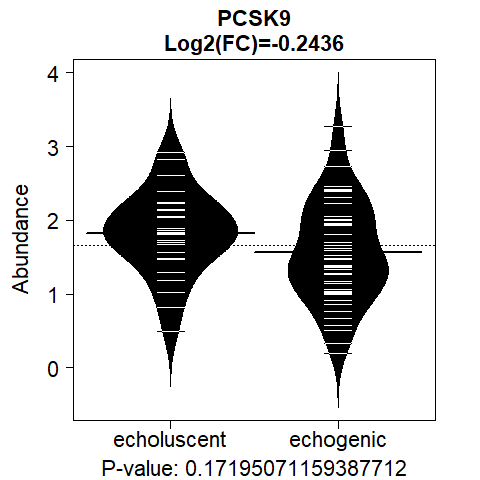 PCSK9
Log2(FC)=-0.2436
4
3
2
1
0
Abundance
echoluscent echogenic
P-value: 0.17195071159387712